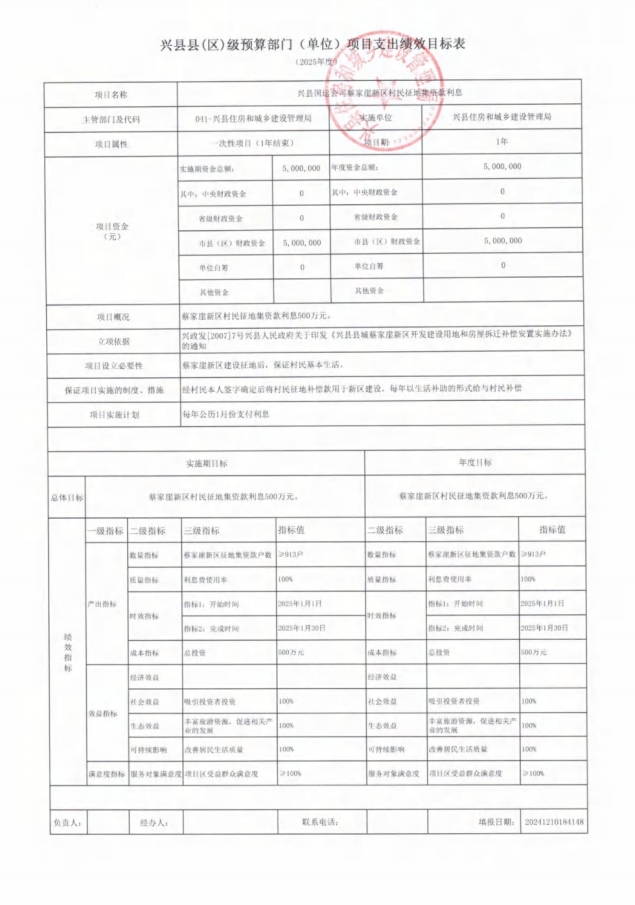 兴县县(区)级预算部门（单位）项目支出绩效目标表
（2025年度）
项目名称 兴县国运公司蔡家崖新区村民征地集资款利息
主管部门及代码 041-兴县住房和城乡建设管理局 实施单位 兴县住房和城乡建设管理局
项目属性 一次性项目（1年结束） 项目期 1年
项目资金（元） 实施期资金总额： 5,000,000 年度资金总额： 5,000,000
其中：中央财政资金 0 其中：中央财政资金 0
省级财政资金 0 省级财政资金 0
市县（区）财政资金 5,000,000 市县（区）财政资金 5,000,000
单位自筹 0 单位自筹 0
其他资金 其他资金
项目概况 蔡家崖新区村民征地集资款利息500万元。
立项依据 兴政发[2007]7号兴县人民政府关于印发《兴县县城蔡家崖新区开发建设用地和房屋拆迁补偿安置实施办法》
的通知
项目设立必要性 蔡家崖新区建设征地后，保证村民基本生活。
保证项目实施的制度、措施 经村民本人签字确定后将村民征地补偿款用于新区建设，每年以生活补助的形式给与村民补偿
项目实施计划 每年公历1月份支付利息
实施期目标 年度目标
总体目标 蔡家崖新区村民征地集资款利息500万元。 蔡家崖新区村民征地集资款利息500万元。
绩效指标 一级指标 二级指标 三级指标 指标值 二级指标 三级指标 指标值
产出指标 数量指标 蔡家崖新区征地集资款户数 ≥913户 数量指标 蔡家崖新区征地集资款户数 ≥913户
质量指标 利息费使用率 100% 质量指标 利息费使用率 100%
时效指标 指标1：开始时间 2025年1月1日 时效指标 指标1：开始时间 2025年1月1日
指标2：完成时间 2025年1月30日 指标2：完成时间 2025年1月30日
成本指标 总投资 500万元 成本指标 总投资 500万元
效益指标 经济效益 经济效益
社会效益 吸引投资者投资 100% 社会效益 吸引投资者投资 100%
生态效益 丰富旅游资源，促进相关产业的发展 100% 生态效益 丰富旅游资源，促进相关产业的发展 100%
可持续影响 改善居民生活质量 100% 可持续影响 改善居民生活质量 100%
满意度指标 服务对象满意度 项目区受益群众满意度 ≥100% 服务对象满意度 项目区受益群众满意度 ≥100%
负责人： 经办人： 联系电话： 填报日期： 20241210184148